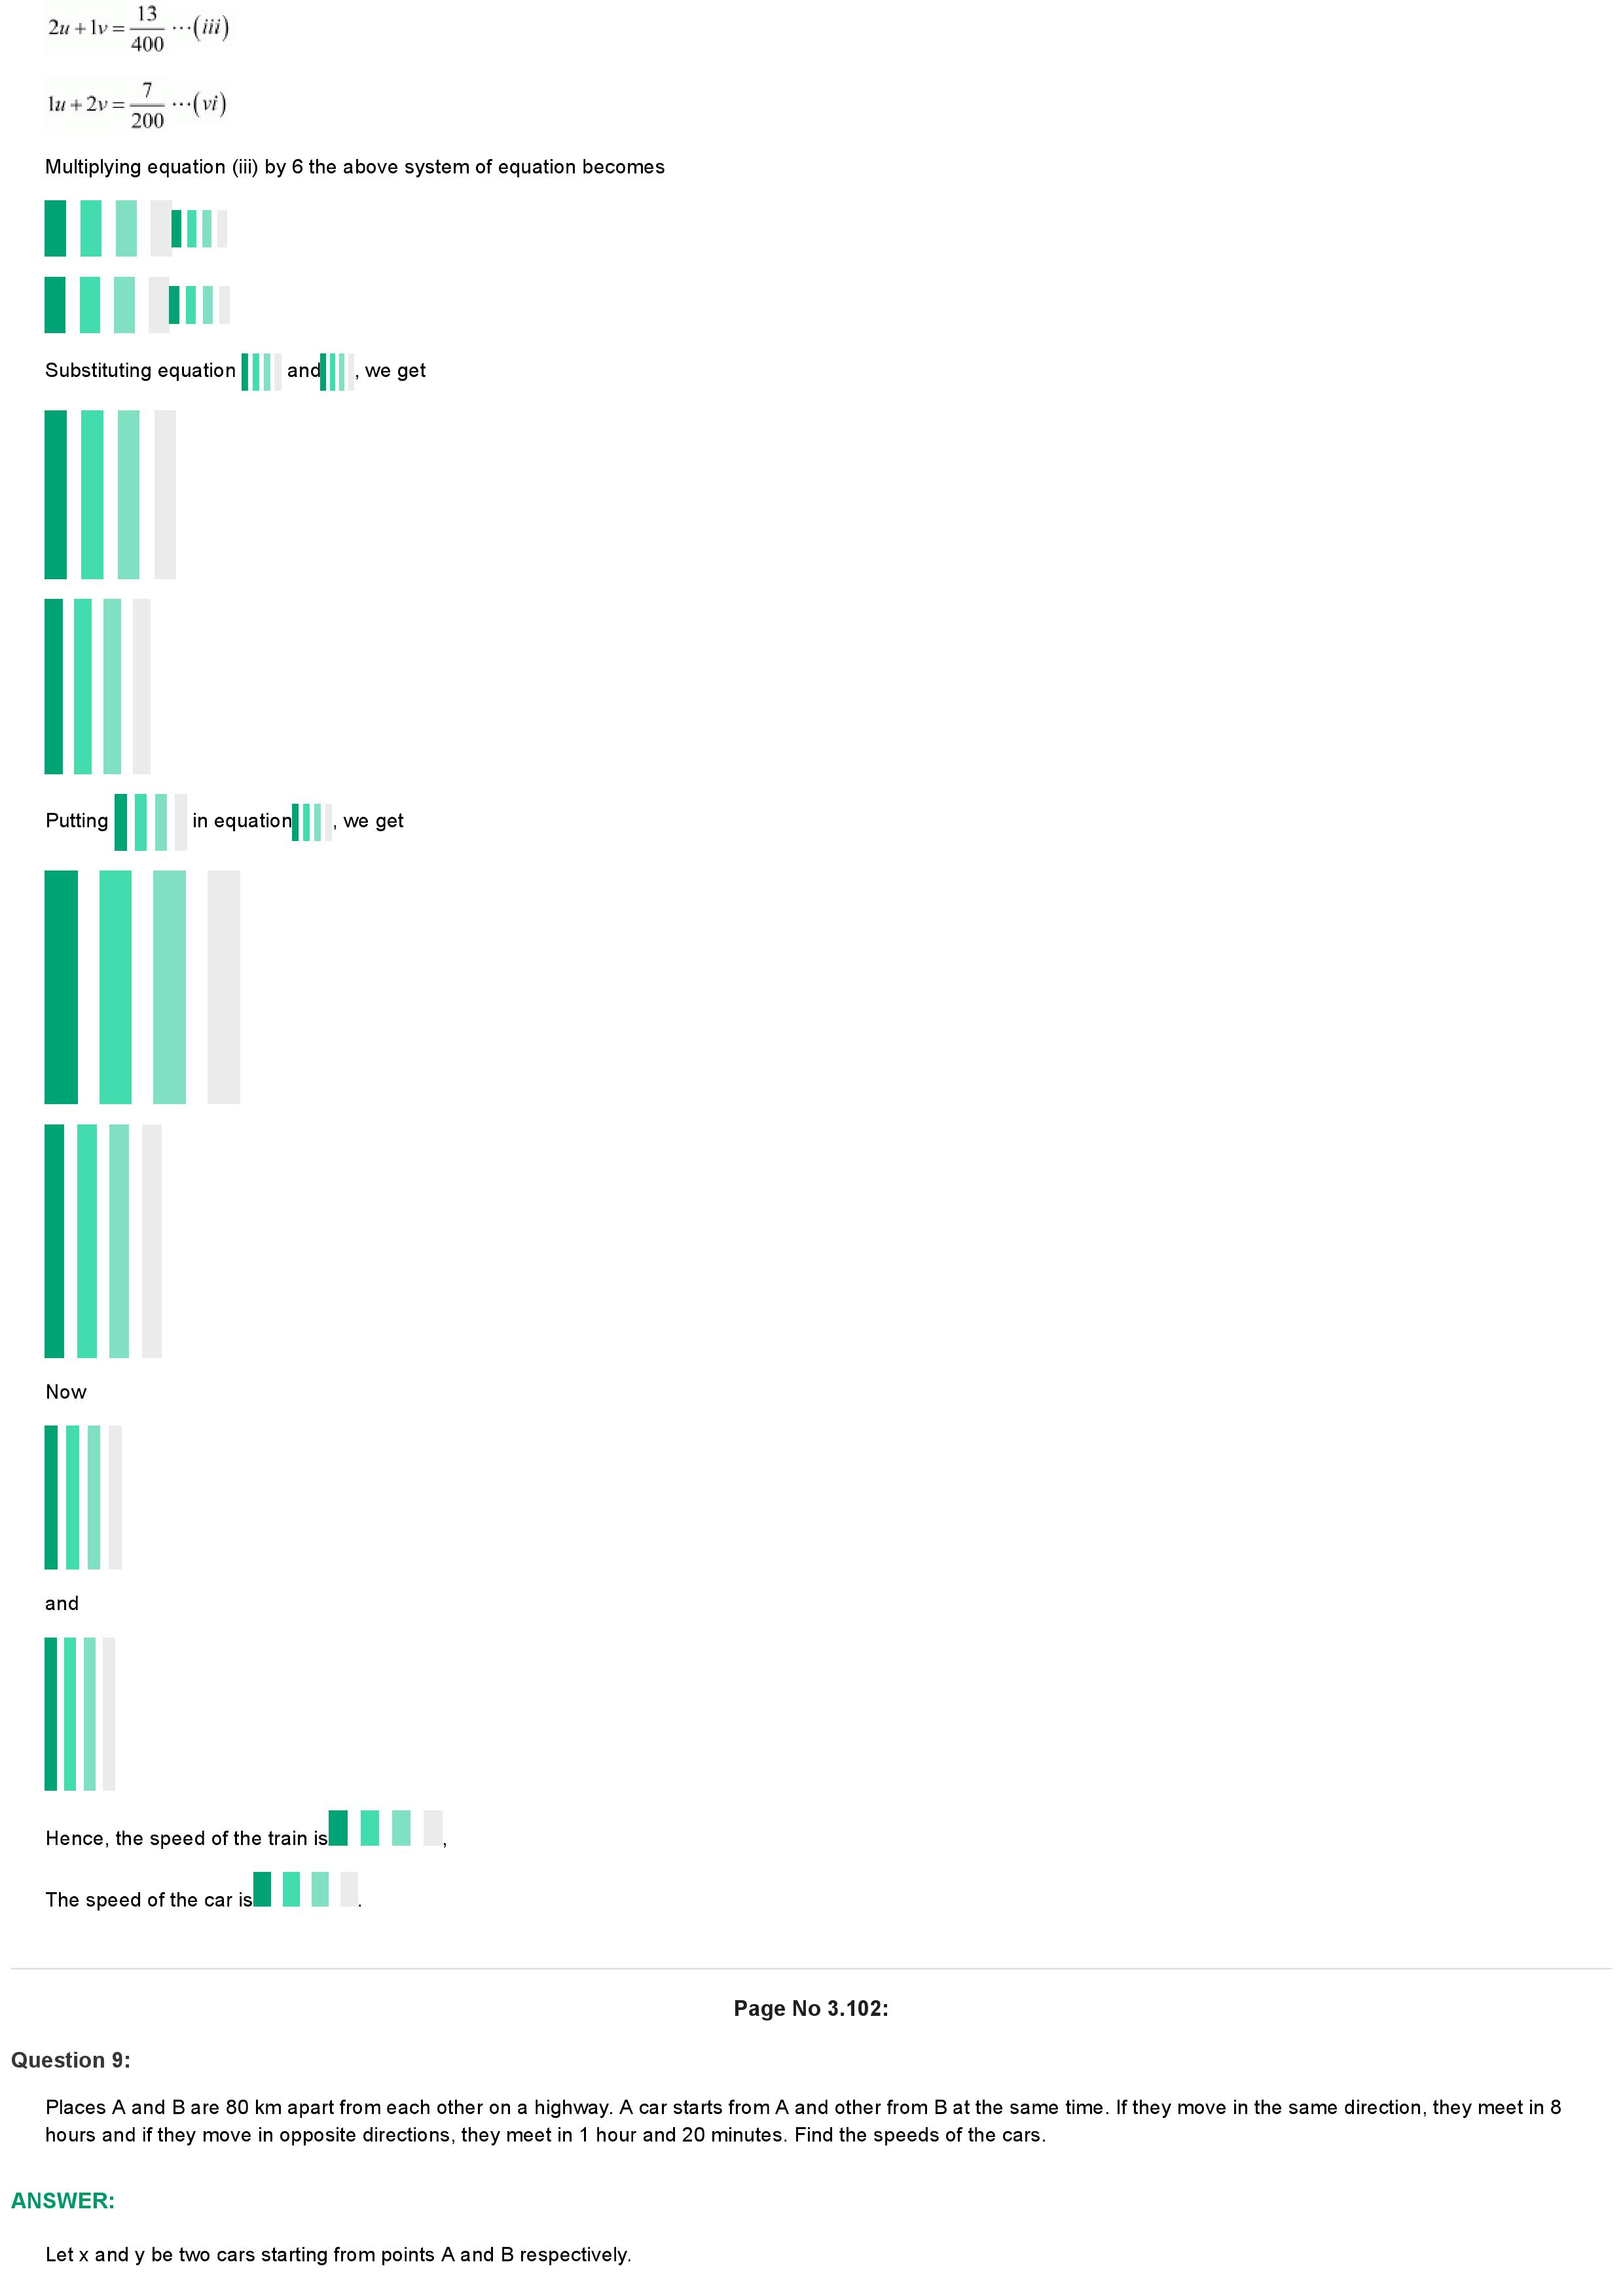 2u + 1v = 13/400 ···(iii)
1u + 2v = 7/200 ···(vi)
Multiplying equation (iii) by 6 the above system of equation becomes
Substituting equation and, we get
Putting in equation, we get
Now
and
Hence, the speed of the train is,
The speed of the car is.
Page No 3.102:
Question 9:
Places A and B are 80 km apart from each other on a highway. A car starts from A and other from B at the same time. If they move in the same direction, they meet in 8
hours and if they move in opposite directions, they meet in 1 hour and 20 minutes. Find the speeds of the cars.
ANSWER:
Let x and y be two cars starting from points A and B respectively.